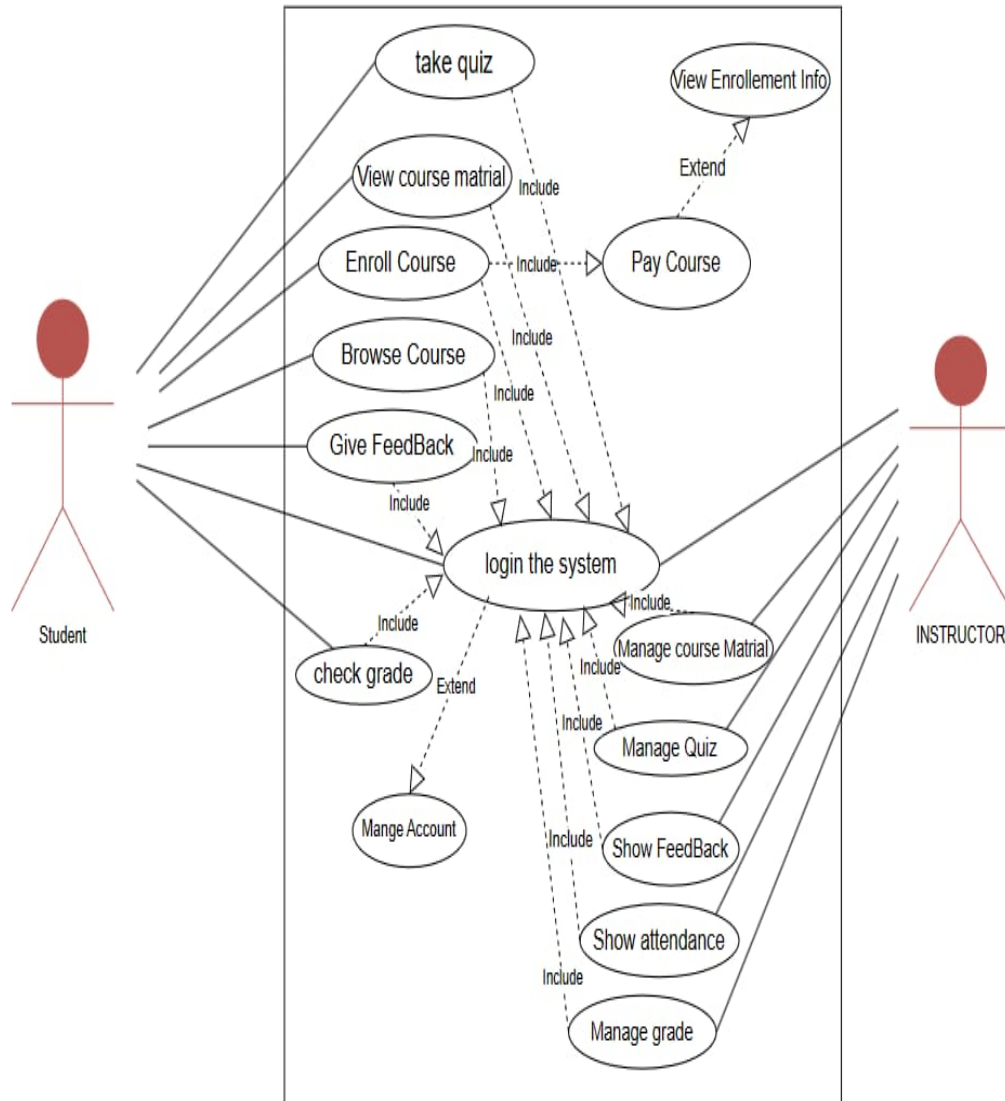 take quiz
View Enrollement Info
View course matrial
Extend
Include
Enroll Course
Include
Pay Course
Include
Browse Course
Include
Give FeedBack
Include
Include
login the system
Include
Student
Include
INSTRUCTOR
Manage course Matrial
check grade
Include
Extend
Include
Manage Quiz
Mange Account
Include
Show FeedBack
Show attendance
Include
Manage grade